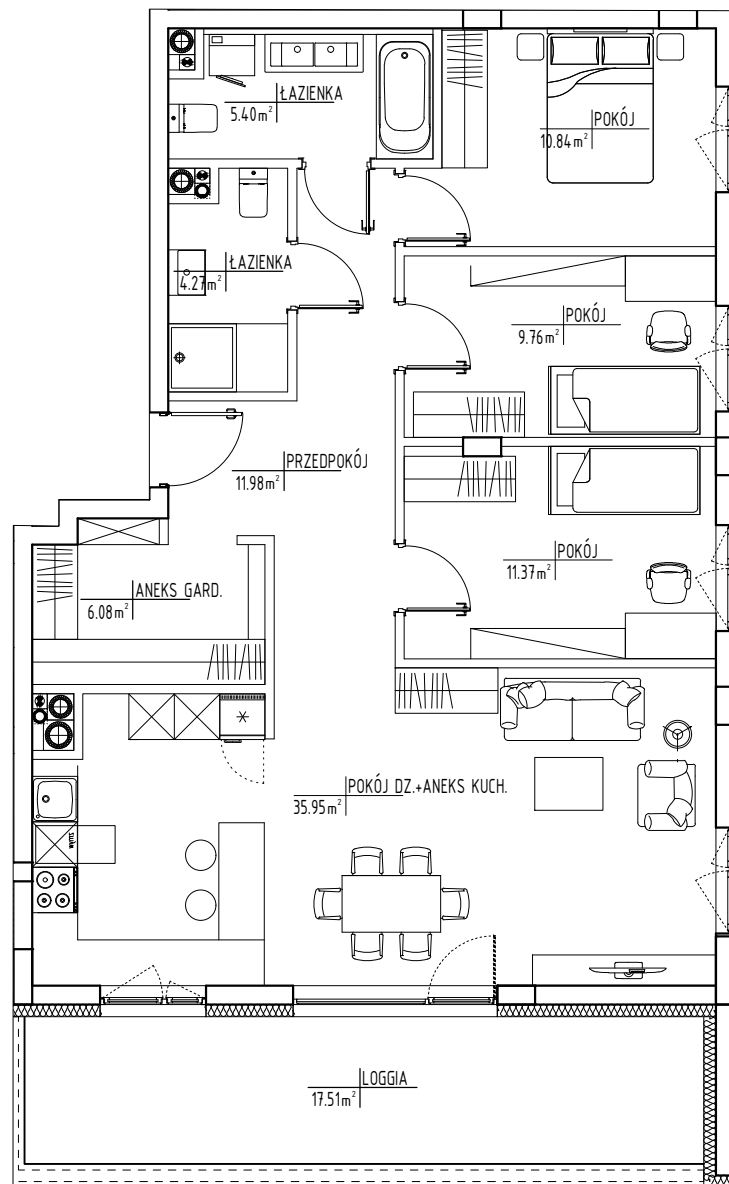 ŁAZIENKA
5.40m²
POKÓJ
10.84m²
ŁAZIENKA
4.27m²
POKÓJ
9.76m²
PRZEDPOKÓJ
11.98m²
POKÓJ
11.37m²
ANEKS GARD.
6.08m²
POKÓJ DZ.+ANEKS KUCH.
35.95m²
LOGGIA
17.51m²